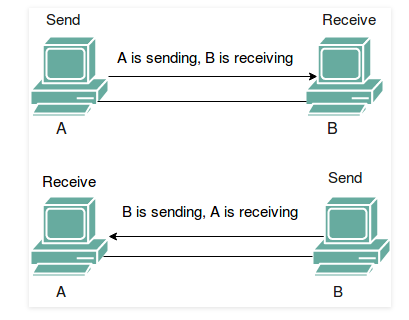 Send
Receive
A is sending, B is receiving
A
B
Receive
Send
B is sending, A is receiving
A
B